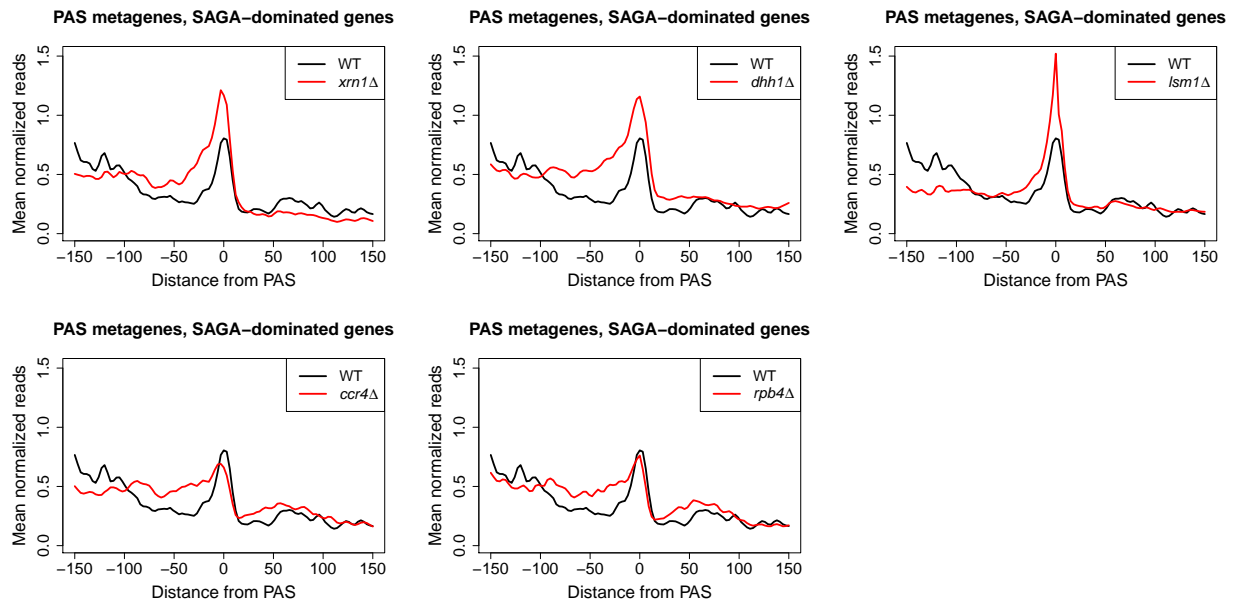 PAS metagenes, SAGA−dominated genes
Mean normalized reads
0.0 0.5 1.0 1.5
WT
xrn1Δ
−150 −100 −50 0 50 100 150
Distance from PAS
PAS metagenes, SAGA−dominated genes
Mean normalized reads
0.0 0.5 1.0 1.5
WT
dhh1Δ
−150 −100 −50 0 50 100 150
Distance from PAS
PAS metagenes, SAGA−dominated genes
Mean normalized reads
0.0 0.5 1.0 1.5
WT
lsm1Δ
−150 −100 −50 0 50 100 150
Distance from PAS
PAS metagenes, SAGA−dominated genes
Mean normalized reads
0.0 0.5 1.0 1.5
WT
ccr4Δ
−150 −100 −50 0 50 100 150
Distance from PAS
PAS metagenes, SAGA−dominated genes
Mean normalized reads
0.0 0.5 1.0 1.5
WT
rpb4Δ
−150 −100 −50 0 50 100 150
Distance from PAS